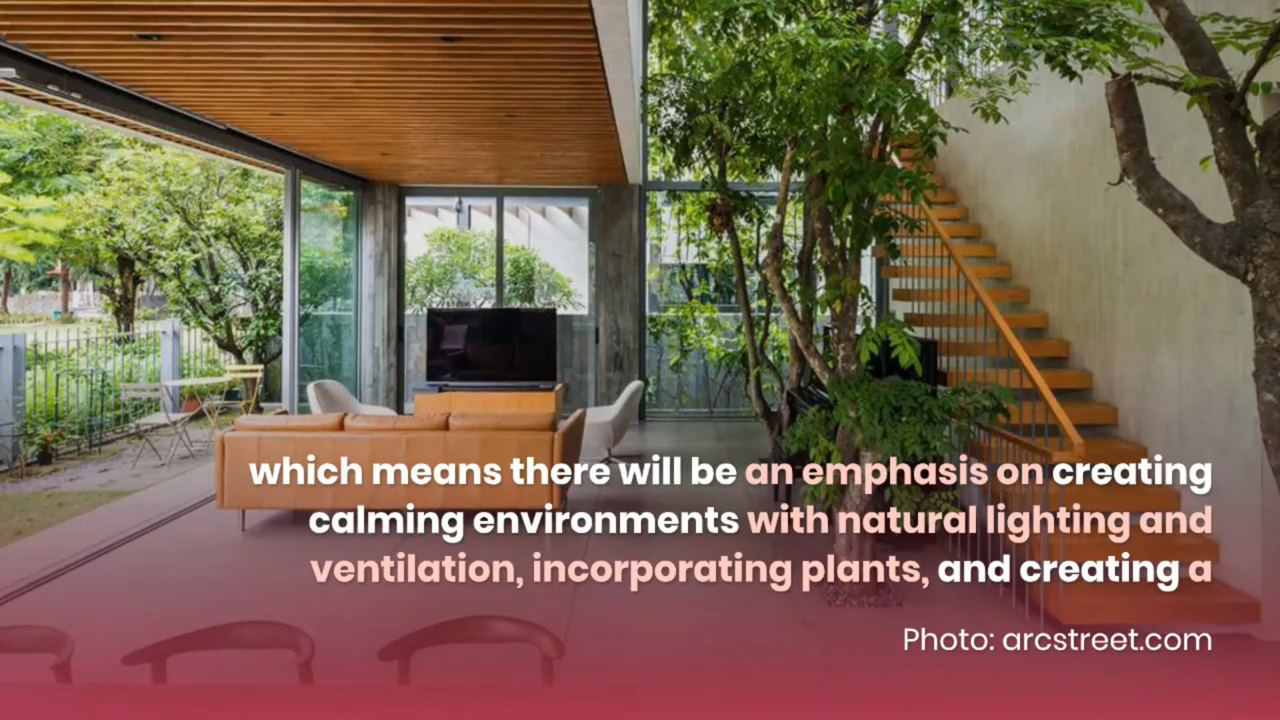 which means there will be an emphasis on creating
calming environments with natural lighting and
ventilation, incorporating plants, and creating a
Photo: arcstreet.com